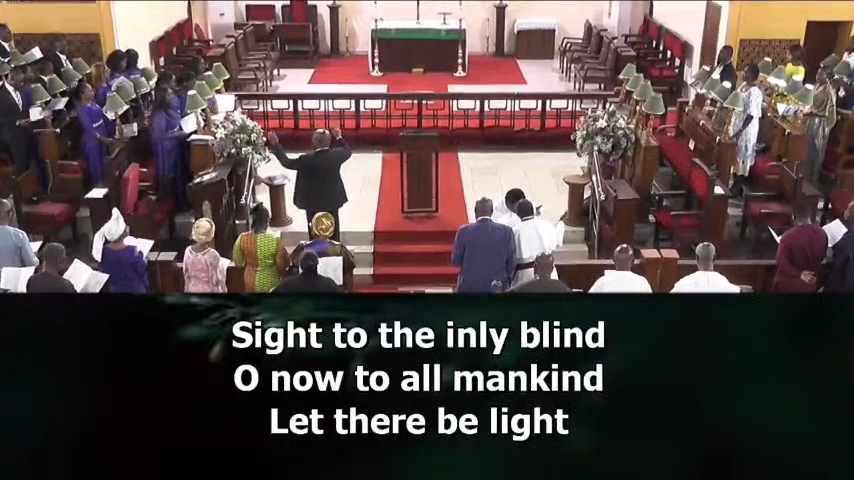 Sight to the inly blind
O now to all mankind
Let there be light